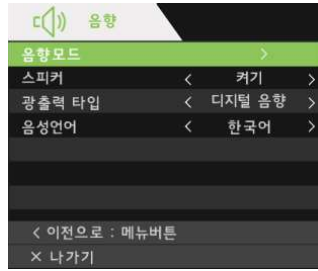 음향
음향모드 >
스피커 < 켜기 >
광출력 타입 < 디지털 음향 >
음성언어 < 한국어 >
< 이전으로 : 메뉴버튼
× 나가기